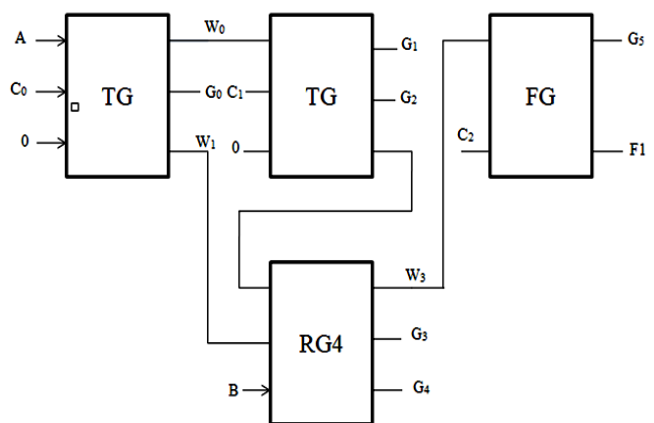 A
C₀
0
TG
W₀
G₀
W₁
C₁
0
TG
G₁
G₂
C₂
FG
G₅
F1
B
RG4
W₃
G₃
G₄